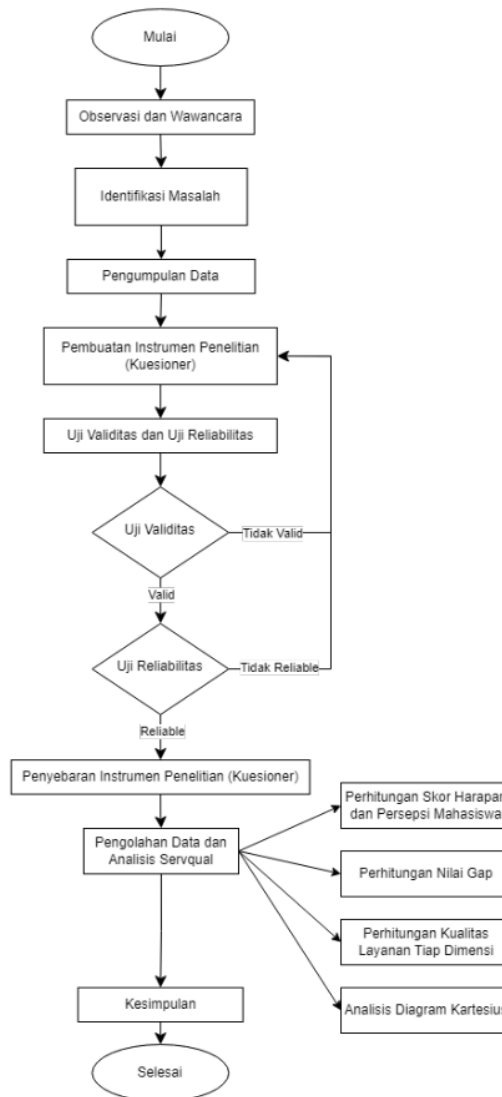 Mulai
Observasi dan Wawancara
Identifikasi Masalah
Pengumpulan Data
Pembuatan Instrumen Penelitian
(Kuesioner)
Uji Validitas dan Uji Reliabilitas
Uji Validitas
Tidak Valid
Valid
Uji Reliabilitas
Tidak Reliable
Reliable
Penyebaran Instrumen Penelitian (Kuesioner)
Pengolahan Data dan
Analisis Servqual
Perhitungan Skor Harapan
dan Persepsi Mahasiswa
Perhitungan Nilai Gap
Perhitungan Kualitas
Layanan Tiap Dimensi
Analisis Diagram Kartesius
Kesimpulan
Selesai